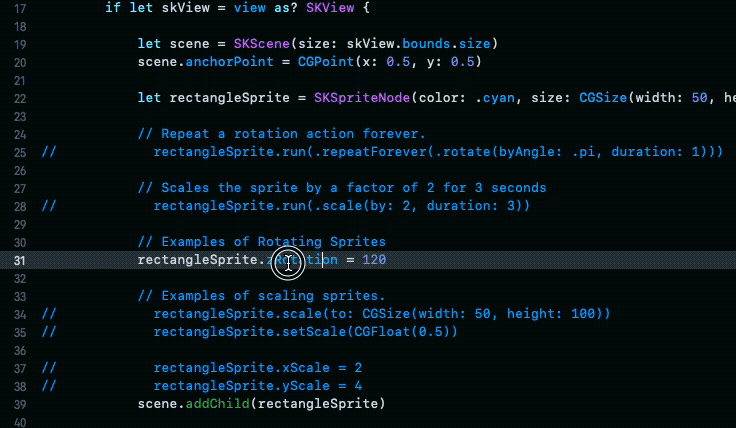 17 if let skView = view as? SKView {
18
19 let scene = SKScene(size: skView.bounds.size)
20 scene.anchorPoint = CGPoint(x: 0.5, y: 0.5)
21
22 let rectangleSprite = SKSpriteNode(color: .cyan, size: CGSize(width: 50, he
23
24 // Repeat a rotation action forever.
25 // rectangleSprite.run(.repeatForever(.rotate(byAngle: .pi, duration: 1)))
26
27 // Scales the sprite by a factor of 2 for 3 seconds
28 // rectangleSprite.run(.scale(by: 2, duration: 3))
29
30 // Examples of Rotating Sprites
31 rectangleSprite.zRotation = 120
32
33 // Examples of scaling sprites.
34 // rectangleSprite.scale(to: CGSize(width: 50, height: 100))
35 // rectangleSprite.setScale(CGFloat(0.5))
36
37 // rectangleSprite.xScale = 2
38 // rectangleSprite.yScale = 4
39 scene.addChild(rectangleSprite)
40